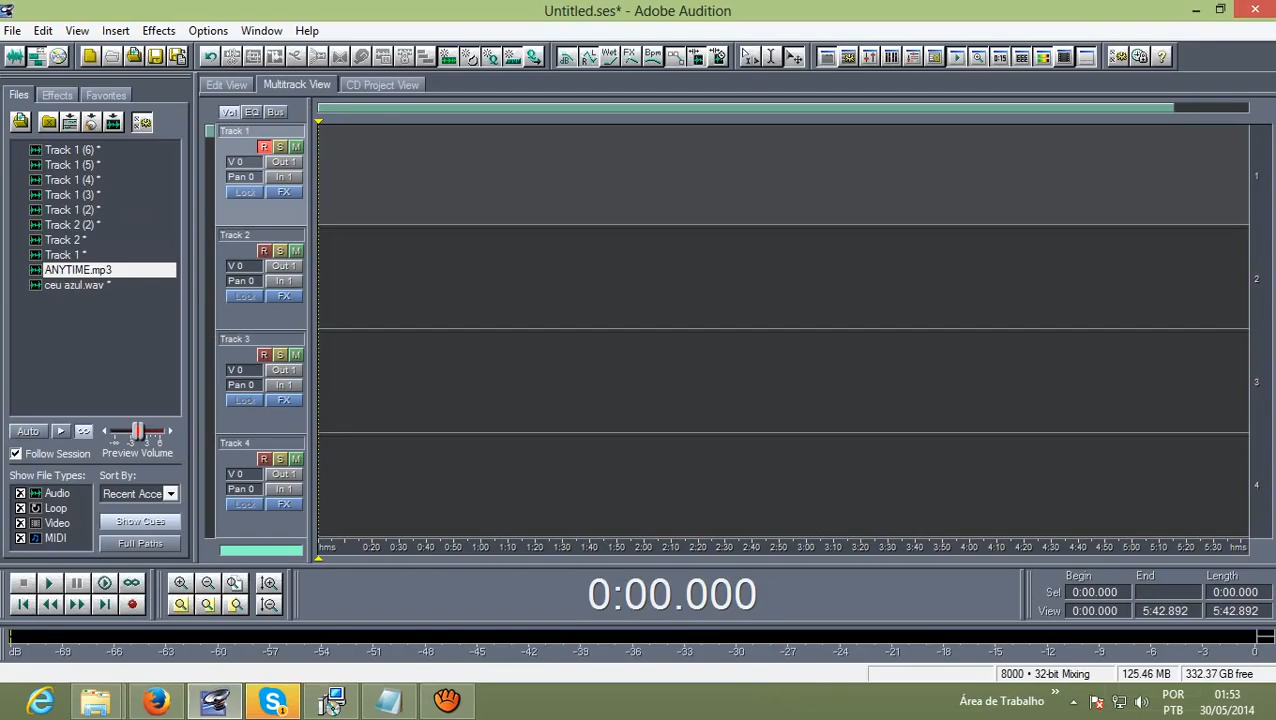 Untitled.ses* - Adobe Audition
File Edit View Insert Effects Options Window Help
Edit View Multitrack View CD Project View
Files Effects Favorites
Vol EQ Bus
Track 1 (6) *
Track 1 (5) *
Track 1 (4) *
Track 1 (3) *
Track 1 (2) *
Track 2 (2) *
Track 2 *
Track 1 *
ANYTIME.mp3
ceu azul.wav *
Auto
-∞ -3 3 6
Follow Session Preview Volume
Show File Types: Sort By:
Audio Recent Acce
Loop
Video Show Cues
MIDI Full Paths
Track 1
R S M
V 0 Out 1
Pan 0 In 1
Lock FX
1
Track 2
R S M
V 0 Out 1
Pan 0 In 1
Lock FX
2
Track 3
R S M
V 0 Out 1
Pan 0 In 1
Lock FX
3
Track 4
R S M
V 0 Out 1
Pan 0 In 1
Lock FX
4
hms 0:20 0:30 0:40 0:50 1:00 1:10 1:20 1:30 1:40 1:50 2:00 2:10 2:20 2:30 2:40 2:50 3:00 3:10 3:20 3:30 3:40 3:50 4:00 4:10 4:20 4:30 4:40 4:50 5:00 5:10 5:20 5:30 hms
0:00.000
Begin End Length
Sel 0:00.000 0:00.000
View 0:00.000 5:42.892 5:42.892
dB -69 -66 -63 -60 -57 -54 -51 -48 -45 -42 -39 -36 -33 -30 -27 -24 -21 -18 -15 -12 -9 -6 -3 0
8000 • 32-bit Mixing 125.46 MB 332.37 GB free
Área de Trabalho » POR 01:53
PTB 30/05/2014